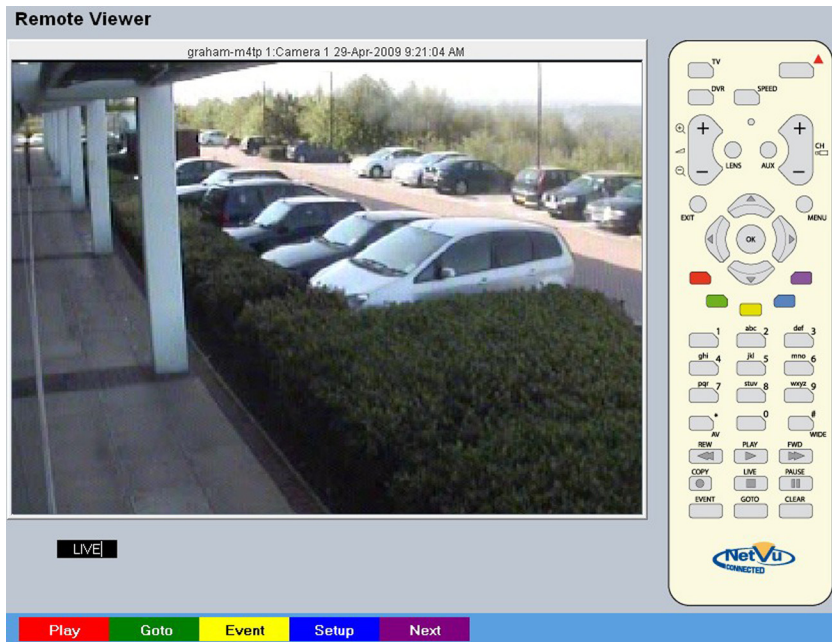 Remote Viewer
graham-m4tp 1:Camera 1 29-Apr-2009 9:21:04 AM
TV
DVR SPEED
+ +
CH
LENS AUX
- -
EXIT MENU
OK
1 abc 2 def 3
ghi 4 jkl 5 mno 6
pqr 7 stuv 8 wxyz 9
* 0 #
AV WIDE
REW PLAY FWD
COPY LIVE PAUSE
EVENT GOTO CLEAR
NetVu
CONNECTED
LIVE
Play Goto Event Setup Next